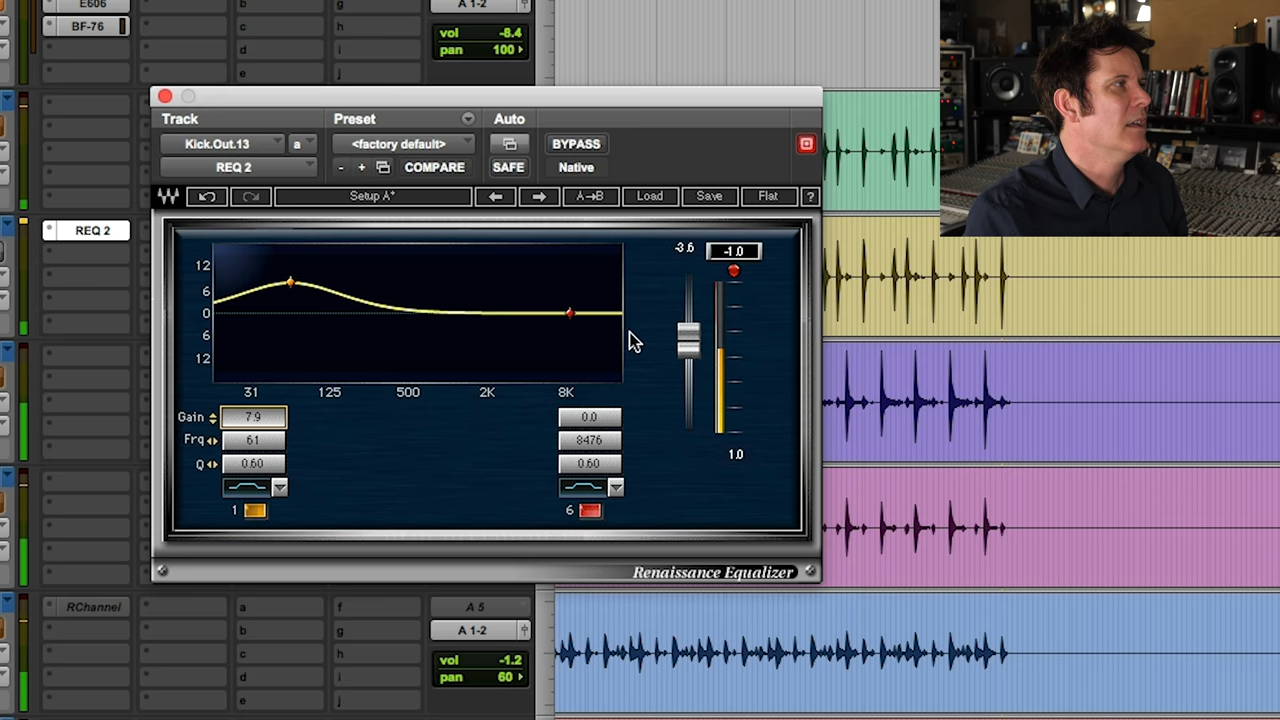 E606 b g A 1-2
BF-76 c h vol -8.4
d i pan 100
e j
Track Preset Auto
Kick.Out.13 a <factory default> BYPASS
REQ 2 - + COMPARE SAFE Native
Setup A* A→B Load Save Flat ?
REQ 2
-3.6 -1.0
12
6
0
6
12
31 125 500 2K 8K
Gain 7.9 0.0
Frq 61 8476
Q 0.60 0.60
1.0
1 6
Renaissance Equalizer
RChannel a f A 5
b g A 1-2
c h vol -1.2
d i pan 60
e j